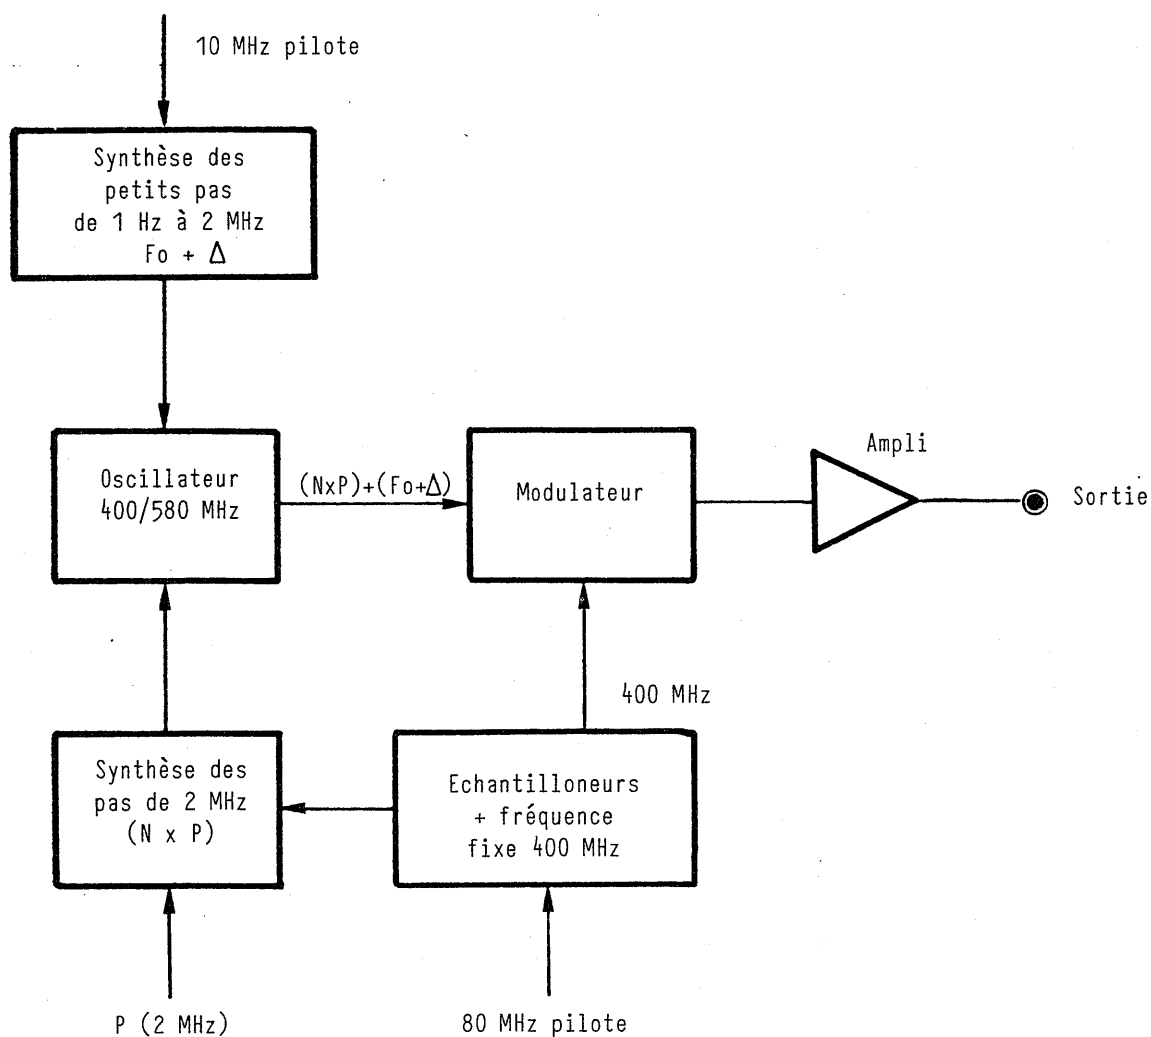 10 MHz pilote
Synthèse des
petits pas
de 1 Hz à 2 MHz
Fo + Δ
Oscillateur
400/580 MHz
(NxP)+(Fo+Δ)
Modulateur
Ampli
Sortie
400 MHz
Synthèse des
pas de 2 MHz
(N x P)
Echantilloneurs
+ fréquence
fixe 400 MHz
P (2 MHz)
80 MHz pilote